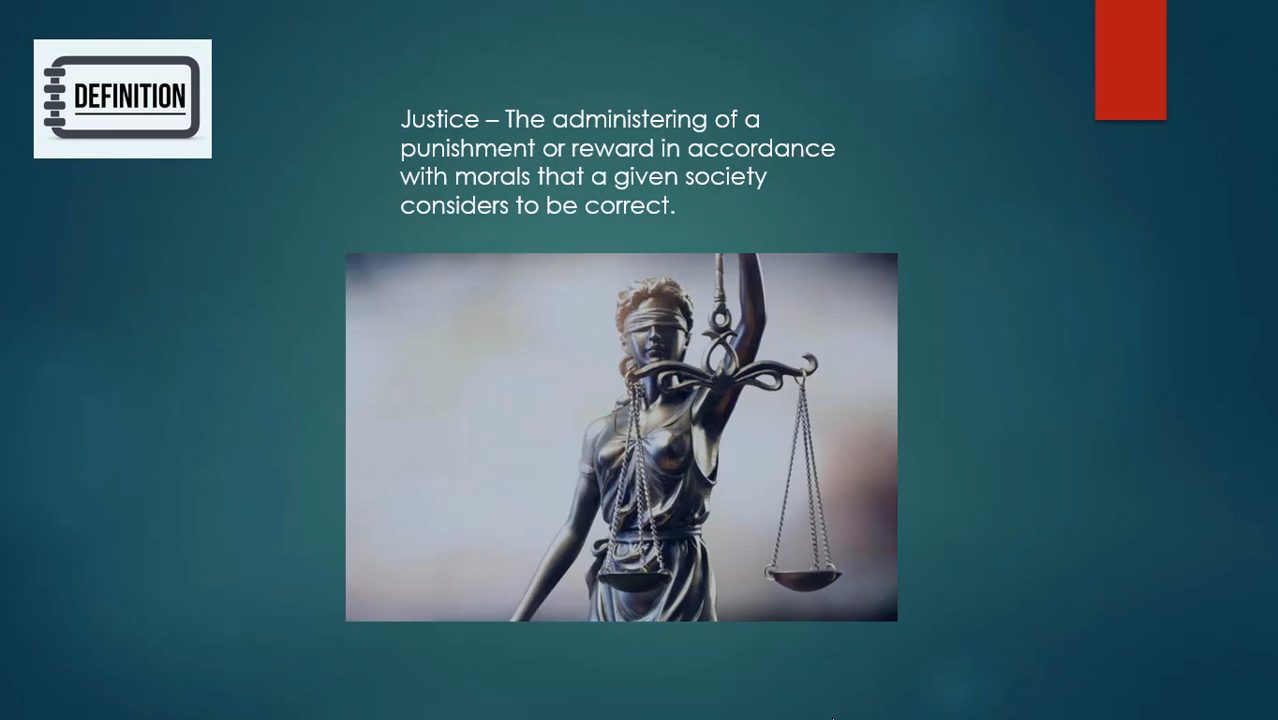 DEFINITION
Justice – The administering of a
punishment or reward in accordance
with morals that a given society
considers to be correct.